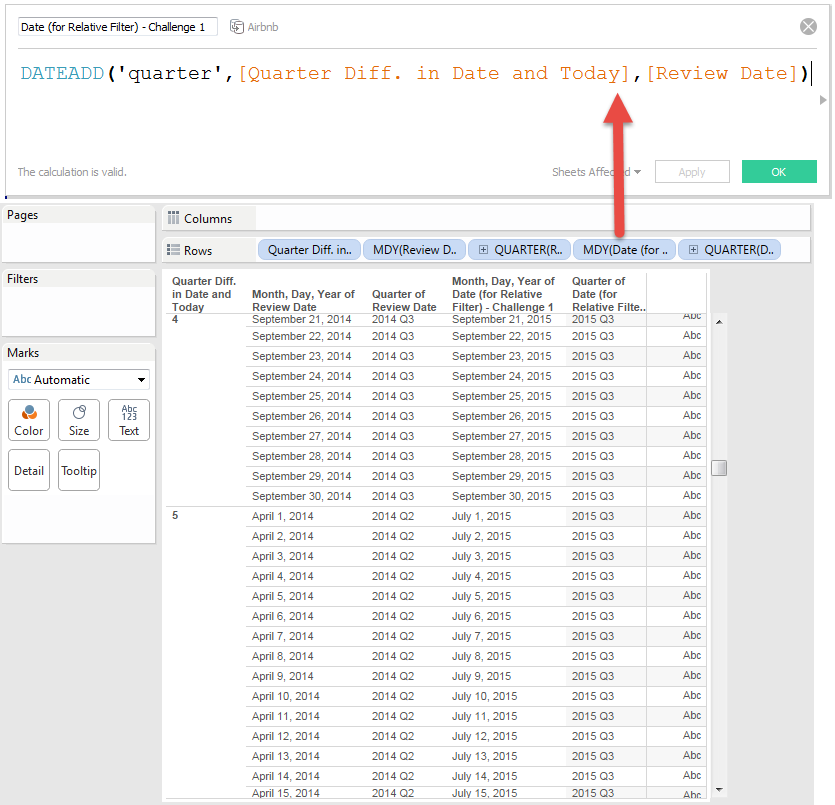 Date (for Relative Filter) - Challenge 1 Airbnb
DATEADD('quarter',[Quarter Diff. in Date and Today],[Review Date])
The calculation is valid. Sheets Affected Apply OK
Pages
Columns
Rows Quarter Diff. in.. MDY(Review D.. QUARTER(R.. MDY(Date (for .. QUARTER(D..
Filters
Marks
Abc Automatic
Color Size Abc 123 Text
Detail Tooltip
Quarter Diff. in Date and Today
Month, Day, Year of Review Date
Quarter of Review Date
Month, Day, Year of Date (for Relative Filter) - Challenge 1
Quarter of Date (for Relative Filte..
4 September 21, 2014 2014 Q3 September 21, 2015 2015 Q3 Abc
September 22, 2014 2014 Q3 September 22, 2015 2015 Q3 Abc
September 23, 2014 2014 Q3 September 23, 2015 2015 Q3 Abc
September 24, 2014 2014 Q3 September 24, 2015 2015 Q3 Abc
September 25, 2014 2014 Q3 September 25, 2015 2015 Q3 Abc
September 26, 2014 2014 Q3 September 26, 2015 2015 Q3 Abc
September 27, 2014 2014 Q3 September 27, 2015 2015 Q3 Abc
September 28, 2014 2014 Q3 September 28, 2015 2015 Q3 Abc
September 29, 2014 2014 Q3 September 29, 2015 2015 Q3 Abc
September 30, 2014 2014 Q3 September 30, 2015 2015 Q3 Abc
5 April 1, 2014 2014 Q2 July 1, 2015 2015 Q3 Abc
April 2, 2014 2014 Q2 July 2, 2015 2015 Q3 Abc
April 3, 2014 2014 Q2 July 3, 2015 2015 Q3 Abc
April 4, 2014 2014 Q2 July 4, 2015 2015 Q3 Abc
April 5, 2014 2014 Q2 July 5, 2015 2015 Q3 Abc
April 6, 2014 2014 Q2 July 6, 2015 2015 Q3 Abc
April 7, 2014 2014 Q2 July 7, 2015 2015 Q3 Abc
April 8, 2014 2014 Q2 July 8, 2015 2015 Q3 Abc
April 9, 2014 2014 Q2 July 9, 2015 2015 Q3 Abc
April 10, 2014 2014 Q2 July 10, 2015 2015 Q3 Abc
April 11, 2014 2014 Q2 July 11, 2015 2015 Q3 Abc
April 12, 2014 2014 Q2 July 12, 2015 2015 Q3 Abc
April 13, 2014 2014 Q2 July 13, 2015 2015 Q3 Abc
April 14, 2014 2014 Q2 July 14, 2015 2015 Q3 Abc
April 15, 2014 2014 Q2 July 15, 2015 2015 Q3 Abc